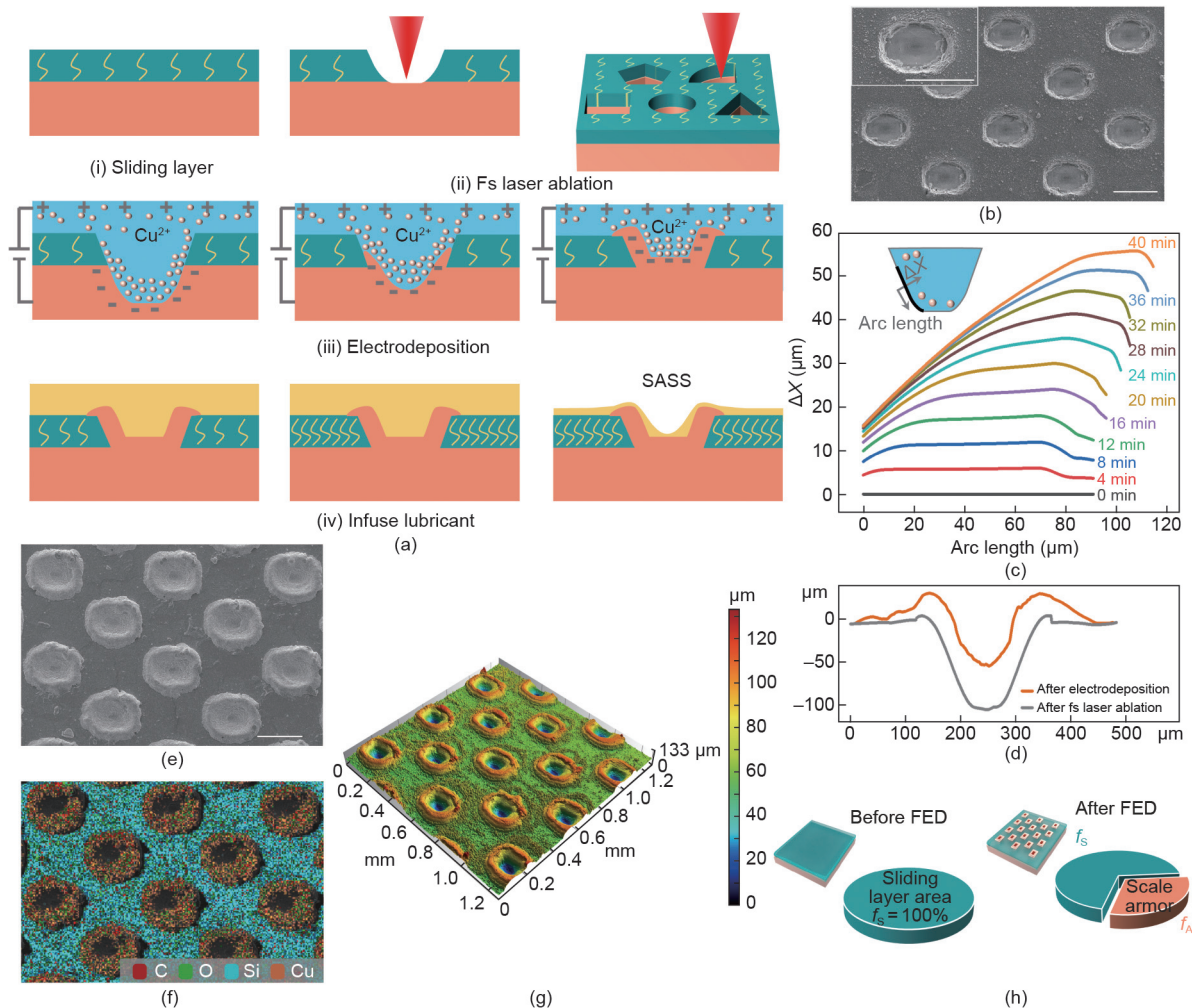 (i) Sliding layer
(ii) Fs laser ablation
Cu²⁺
Cu²⁺
Cu²⁺
(iii) Electrodeposition
SASS
(iv) Infuse lubricant
(a)
(b)
60
50
40
30
20
10
0
ΔX (μm)
ΔX
Arc length
40 min
36 min
32 min
28 min
24 min
20 min
16 min
12 min
8 min
4 min
0 min
0 20 40 60 80 100 120
Arc length (μm)
(c)
μm
0
−50
−100
After electrodeposition
After fs laser ablation
0 100 200 300 400 500 μm
(d)
(e)
C O Si Cu
(f)
μm
120
100
80
60
40
20
0
133 μm
0
0
0.2
0.4
0.6
0.8
1.0
1.2
mm
0
0.2
0.4
0.6
0.8
1.0
1.2
mm
(g)
Before FED
Sliding
layer area
fS = 100%
After FED
fS
Scale
armor
fA
(h)